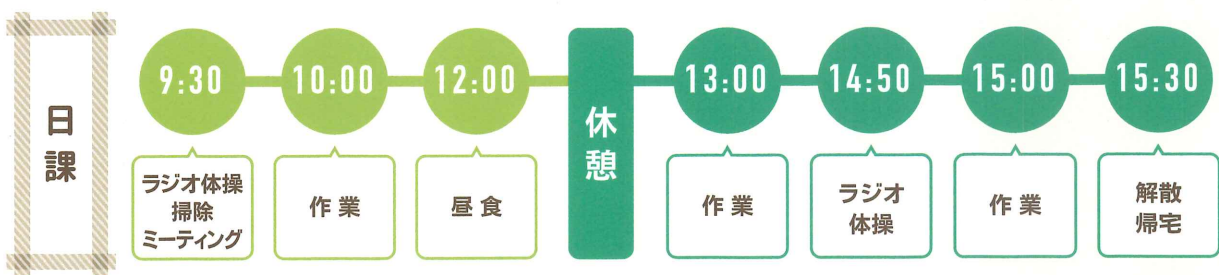 日課
9:30
ラジオ体操
掃除
ミーティング
10:00
作業
12:00
昼食
休憩
13:00
作業
14:50
ラジオ
体操
15:00
作業
15:30
解散
帰宅